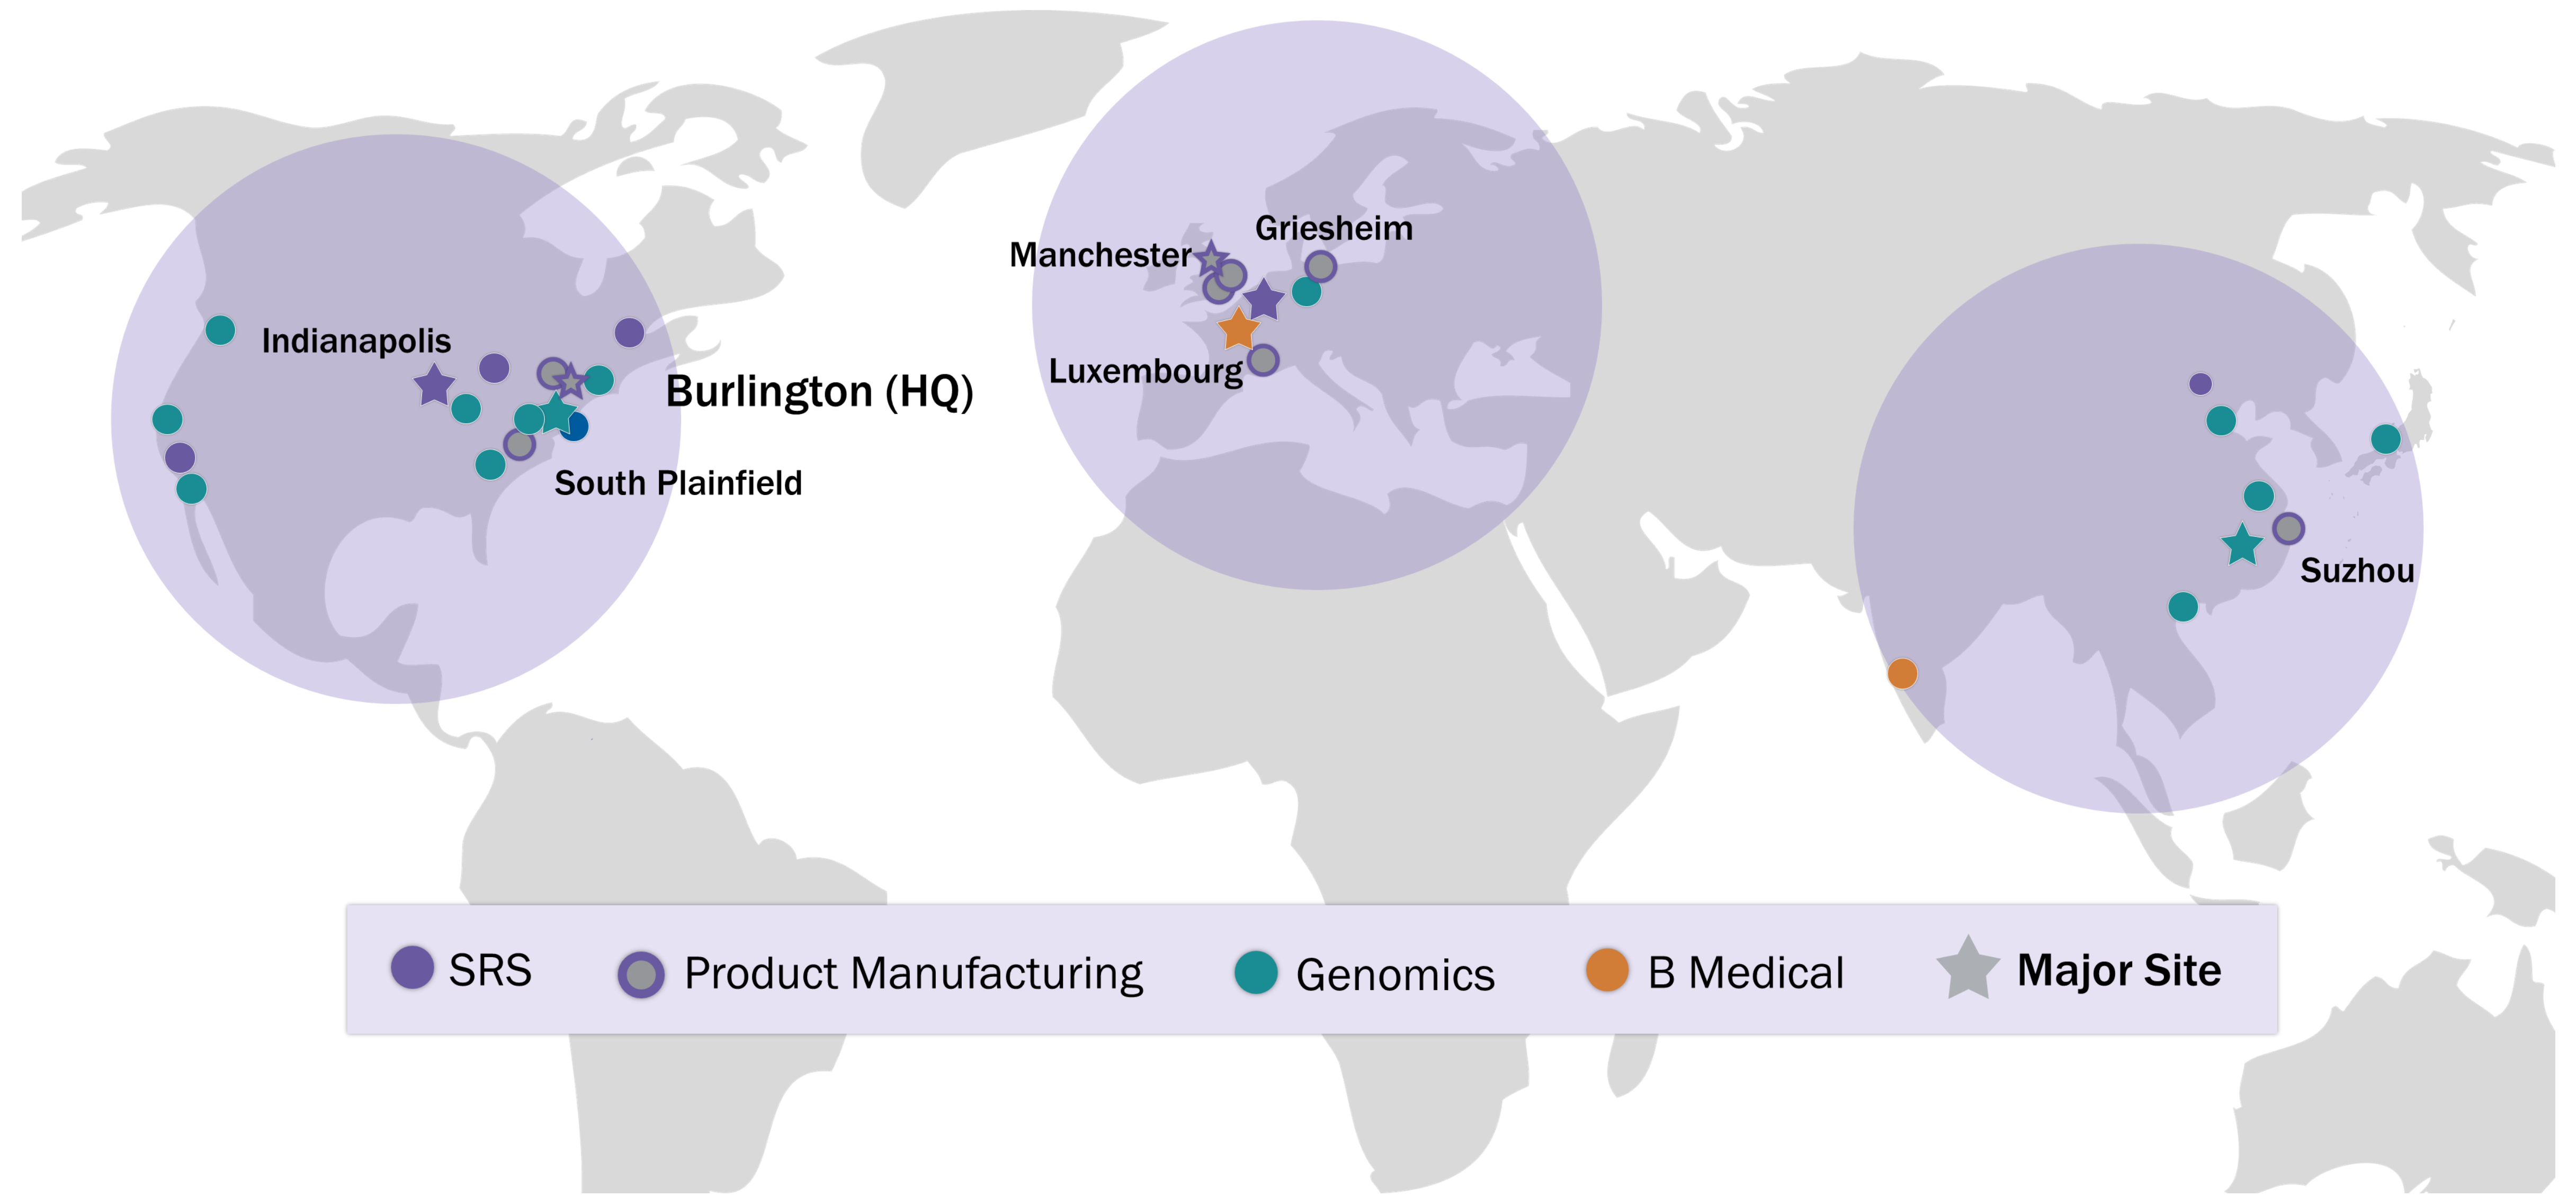 Griesheim
Manchester
Indianapolis
Luxembourg
Burlington (HQ)
South Plainfield
Suzhou
SRS
Product Manufacturing
Genomics
B Medical
Major Site